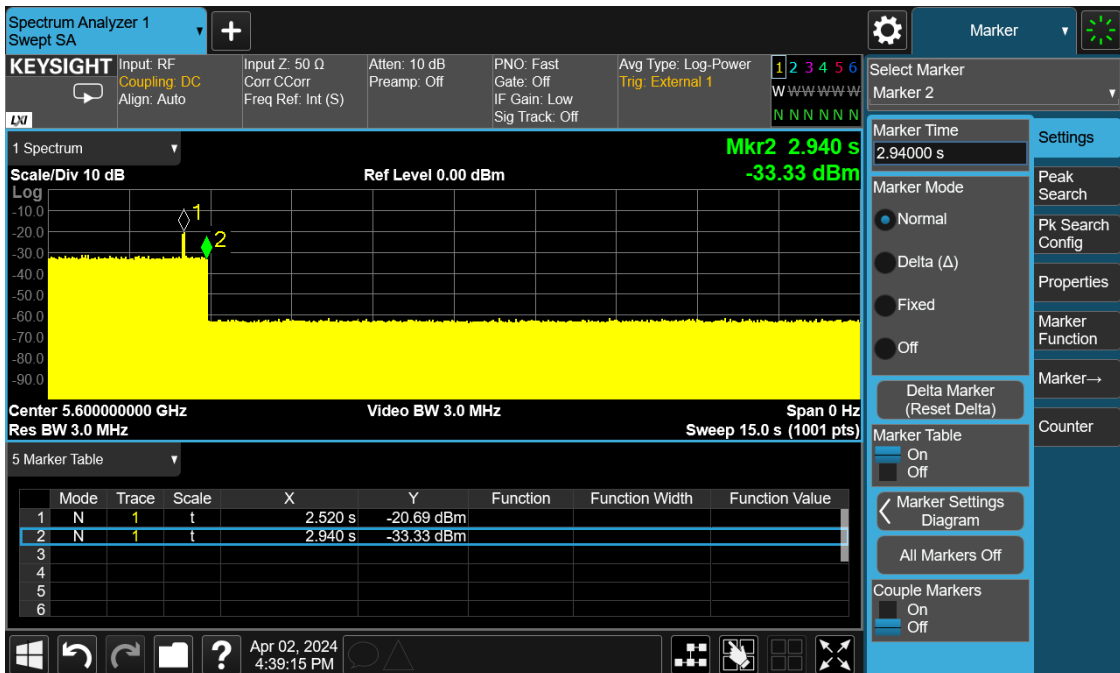 Spectrum Analyzer 1
Swept SA
Marker
KEYSIGHT
LXI
Input: RF
Coupling: DC
Align: Auto
Input Z: 50 Ω
Corr CCorr
Freq Ref: Int (S)
Atten: 10 dB
Preamp: Off
PNO: Fast
Gate: Off
IF Gain: Low
Sig Track: Off
Avg Type: Log-Power
Trig: External 1
1 2 3 4 5 6
W W W W W W
N N N N N N
1 Spectrum
Mkr2 2.940 s
-33.33 dBm
Scale/Div 10 dB
Ref Level 0.00 dBm
Log
-10.0
-20.0
-30.0
-40.0
-50.0
-60.0
-70.0
-80.0
-90.0
1
2
Center 5.600000000 GHz
Video BW 3.0 MHz
Span 0 Hz
Res BW 3.0 MHz
Sweep 15.0 s (1001 pts)
5 Marker Table
Mode Trace Scale X Y Function Function Width Function Value
1 N 1 t 2.520 s -20.69 dBm
2 N 1 t 2.940 s -33.33 dBm
3
4
5
6
?
Apr 02, 2024
4:39:15 PM
Select Marker
Marker 2
Marker Time
2.94000 s
Marker Mode
Normal
Delta (Δ)
Fixed
Off
Delta Marker
(Reset Delta)
Marker Table
On
Off
Marker Settings
Diagram
All Markers Off
Couple Markers
On
Off
Settings
Peak
Search
Pk Search
Config
Properties
Marker
Function
Marker→
Counter